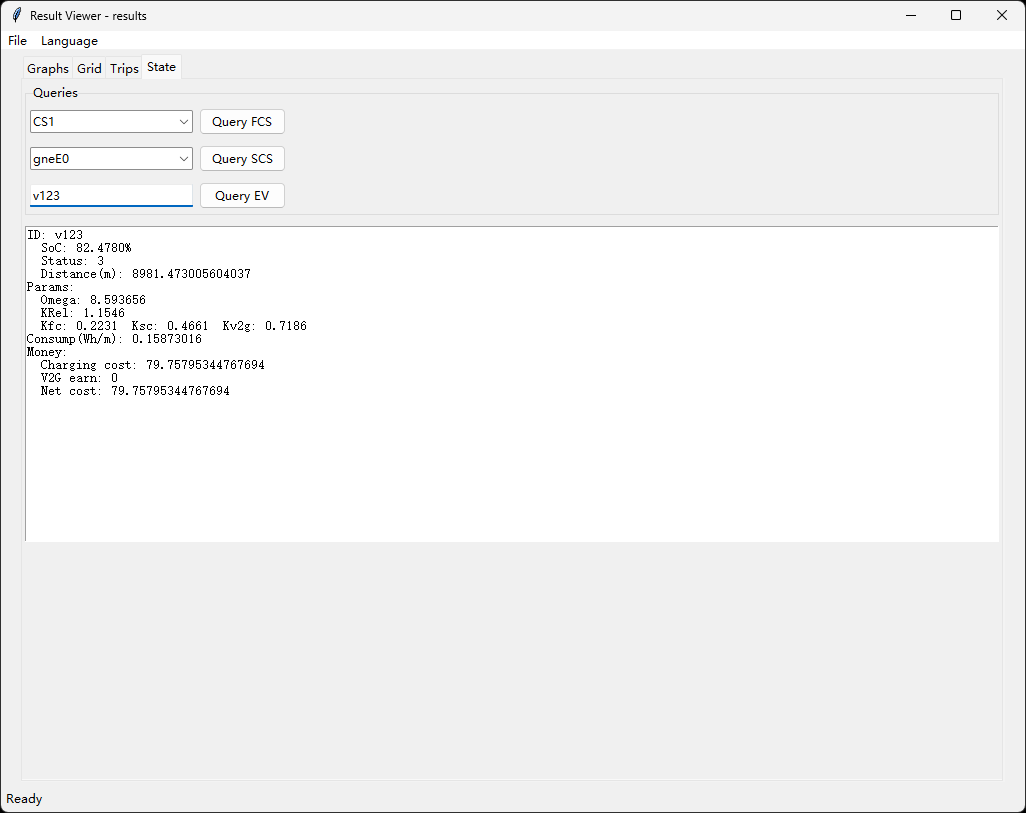 Result Viewer - results
File Language
Graphs Grid Trips State
Queries
CS1 Query FCS
gneE0 Query SCS
v123 Query EV
ID: v123
SoC: 82.4780%
Status: 3
Distance(m): 8981.473005604037
Params:
Omega: 8.593656
KRel: 1.1546
Kfc: 0.2231 Ksc: 0.4661 Kv2g: 0.7186
Consump(Wh/m): 0.15873016
Money:
Charging cost: 79.75795344767694
V2G earn: 0
Net cost: 79.75795344767694
Ready